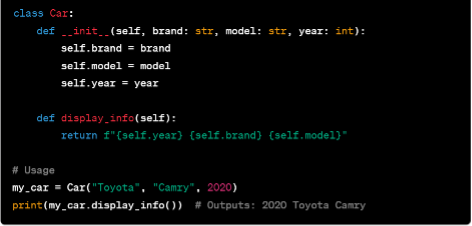 class Car:
    def __init__(self, brand: str, model: str, year: int):
        self.brand = brand
        self.model = model
        self.year = year

    def display_info(self):
        return f"{self.year} {self.brand} {self.model}"

# Usage
my_car = Car("Toyota", "Camry", 2020)
print(my_car.display_info())  # Outputs: 2020 Toyota Camry